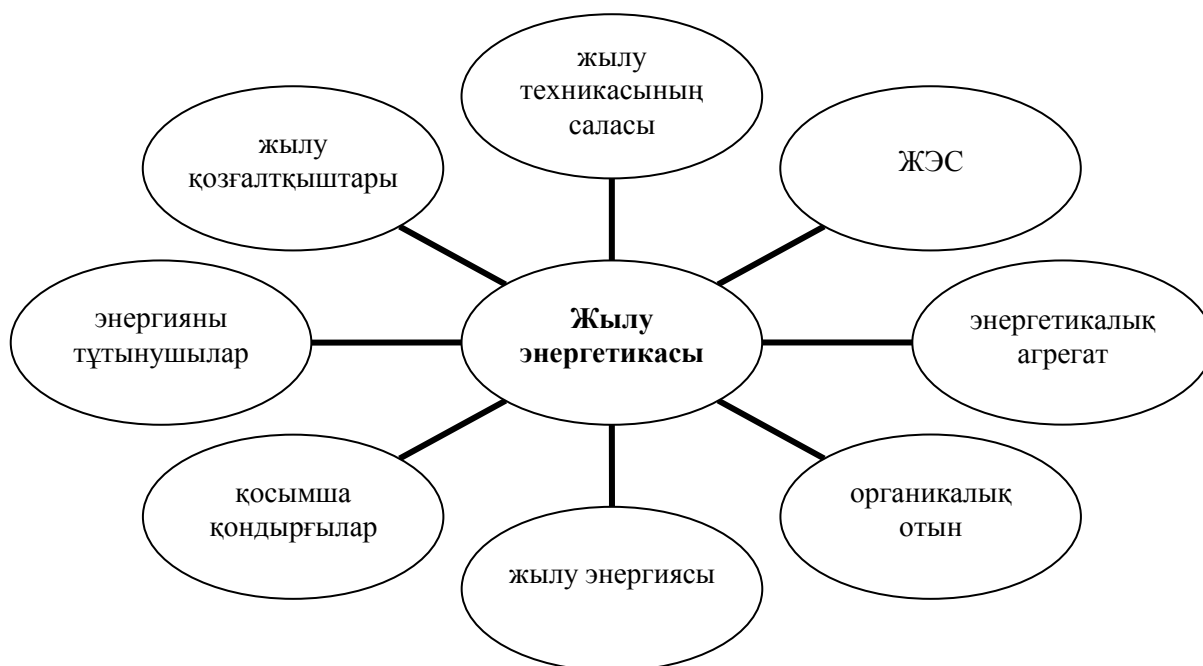 жылу
техникасының
саласы
жылу
қозғалтқыштары
ЖЭС
энергияны
тұтынушылар
Жылу
энергетикасы
энергетикалық
агрегат
қосымша
қондырғылар
органикалық
отын
жылу энергиясы